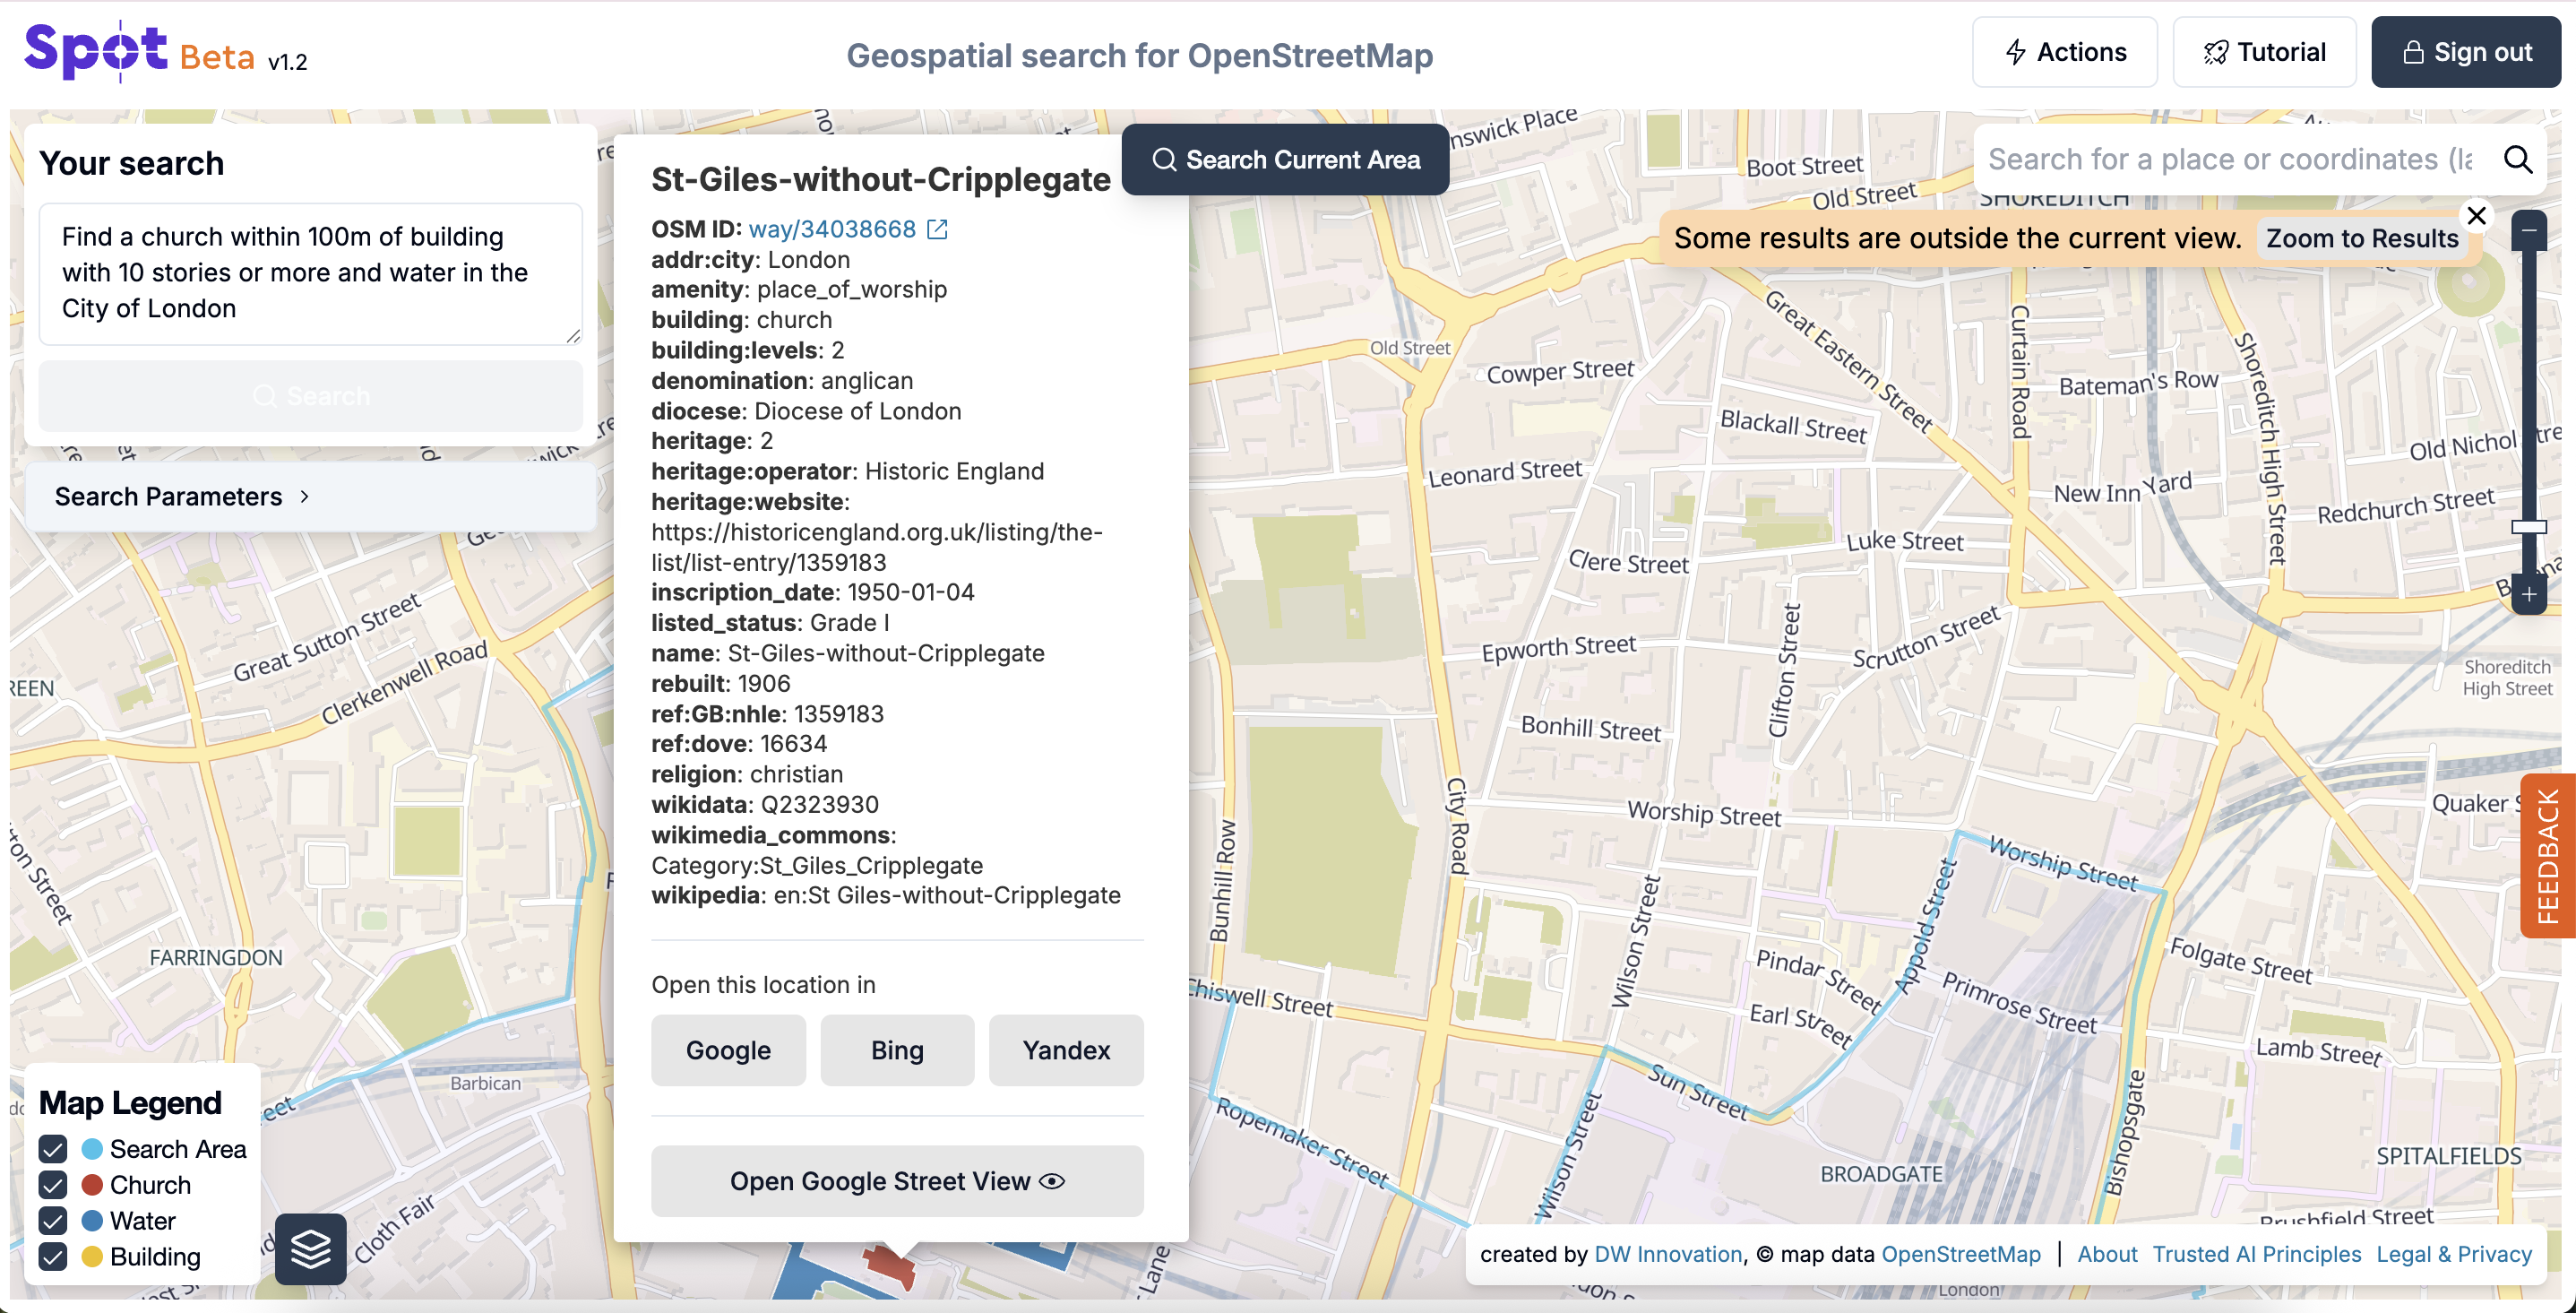 Spot Beta v1.2
Geospatial search for OpenStreetMap
Actions
Tutorial
Sign out
Your search
Find a church within 100m of building
with 10 stories or more and water in the
City of London
Search
Search Parameters
St-Giles-without-Cripplegate
OSM ID: way/34038668
addr:city: London
amenity: place_of_worship
building: church
building:levels: 2
denomination: anglican
diocese: Diocese of London
heritage: 2
heritage:operator: Historic England
heritage:website:
https://historicengland.org.uk/listing/the-
list/list-entry/1359183
inscription_date: 1950-01-04
listed_status: Grade I
name: St-Giles-without-Cripplegate
rebuilt: 1906
ref:GB:nhle: 1359183
ref:dove: 16634
religion: christian
wikidata: Q2323930
wikimedia_commons:
Category:St_Giles_Cripplegate
wikipedia: en:St Giles-without-Cripplegate
Open this location in
Google
Bing
Yandex
Open Google Street View
Search Current Area
Search for a place or coordinates (la
Some results are outside the current view.
Zoom to Results
Boot Street
Old Street
SHOREDITCH
Old Street
Great Eastern Street
Cowper Street
Curtain Road
Bateman's Row
Shoreditch High Street
Blackall Street
Leonard Street
New Inn Yard
Redchurch Street
Luke Street
Clere Street
Clifton Street
Scrutton Street
Epworth Street
Shoreditch
High Street
Bonhill Street
Great Sutton Street
Clerkenwell Road
City Road
Worship Street
Worship Street
Bunhill Row
Wilson Street
Appold Street
Pindar Street
Primrose Street
Folgate Street
Earl Street
Lamb Street
Sun Street
Chiswell Street
Ropemaker Street
Wilson Street
Bishopsgate
BROADGATE
SPITALFIELDS
Brushfield Street
FARRINGDON
Barbican
Cloth Fair
London
FEEDBACK
Map Legend
Search Area
Church
Water
Building
created by DW Innovation, © map data OpenStreetMap | About Trusted AI Principles Legal & Privacy